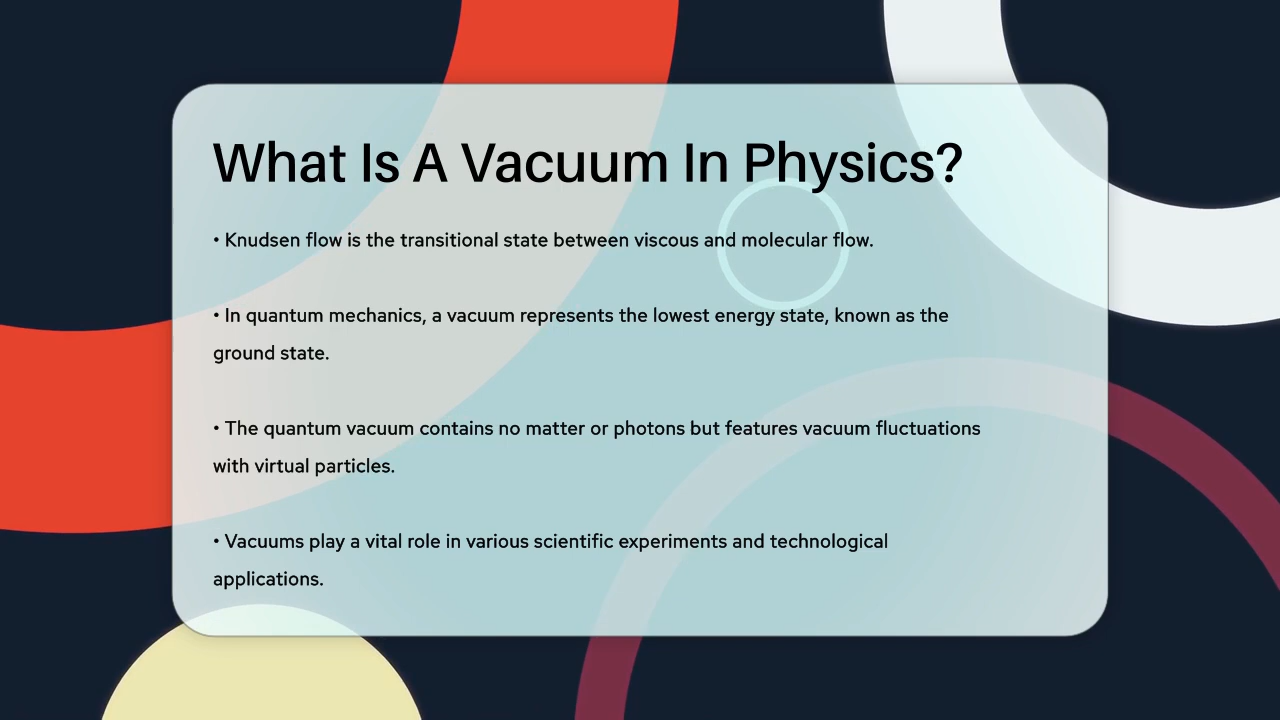 What Is A Vacuum In Physics?
• Knudsen flow is the transitional state between viscous and molecular flow.
• In quantum mechanics, a vacuum represents the lowest energy state, known as the
ground state.
• The quantum vacuum contains no matter or photons but features vacuum fluctuations
with virtual particles.
• Vacuums play a vital role in various scientific experiments and technological
applications.